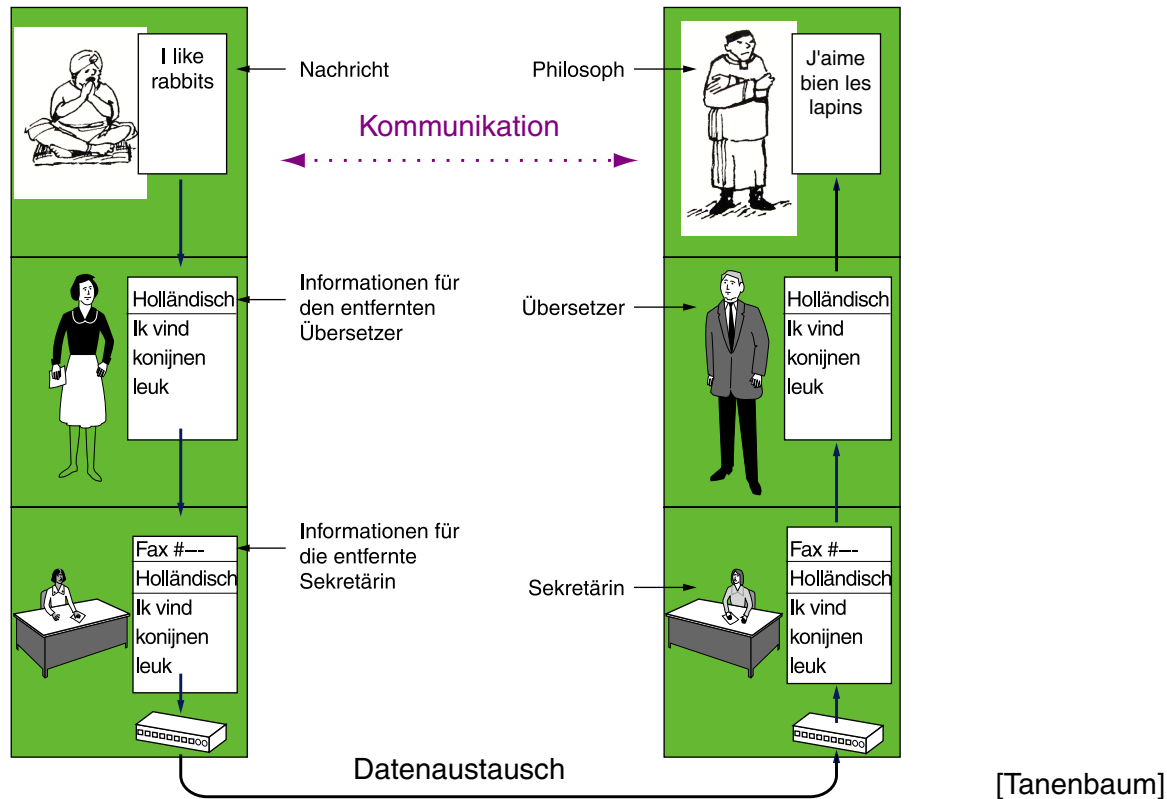 I like
rabbits
Nachricht
Philosoph
J'aime
bien les
lapins
Kommunikation
Holländisch
Ik vind
konijnen
leuk
Informationen für
den entfernten
Übersetzer
Übersetzer
Holländisch
Ik vind
konijnen
leuk
Fax #---
Holländisch
Ik vind
konijnen
leuk
Informationen für
die entfernte
Sekretärin
Sekretärin
Fax #---
Holländisch
Ik vind
konijnen
leuk
Datenaustausch
[Tanenbaum]